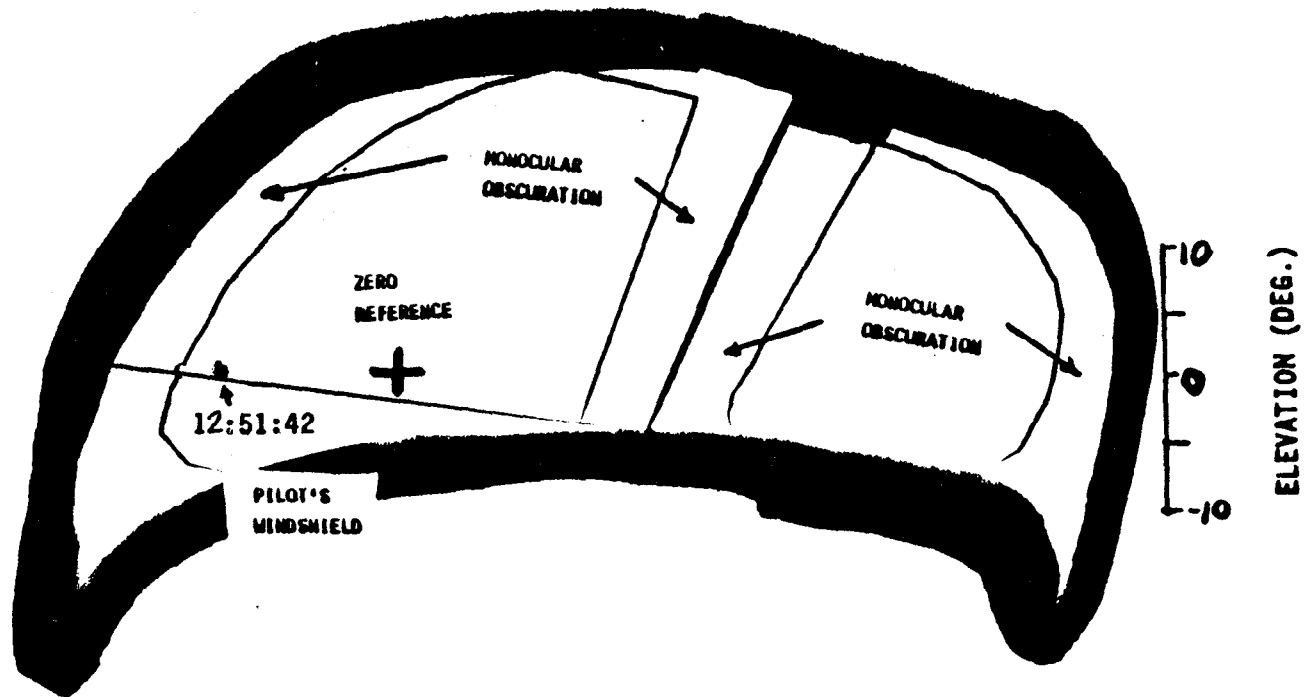 MONOCULAR
OBSCURATION
ZERO
REFERENCE
MONOCULAR
OBSCURATION
12:51:42
PILOT'S
WINDSHIELD
10
0
-10
ELEVATION (DEG.)